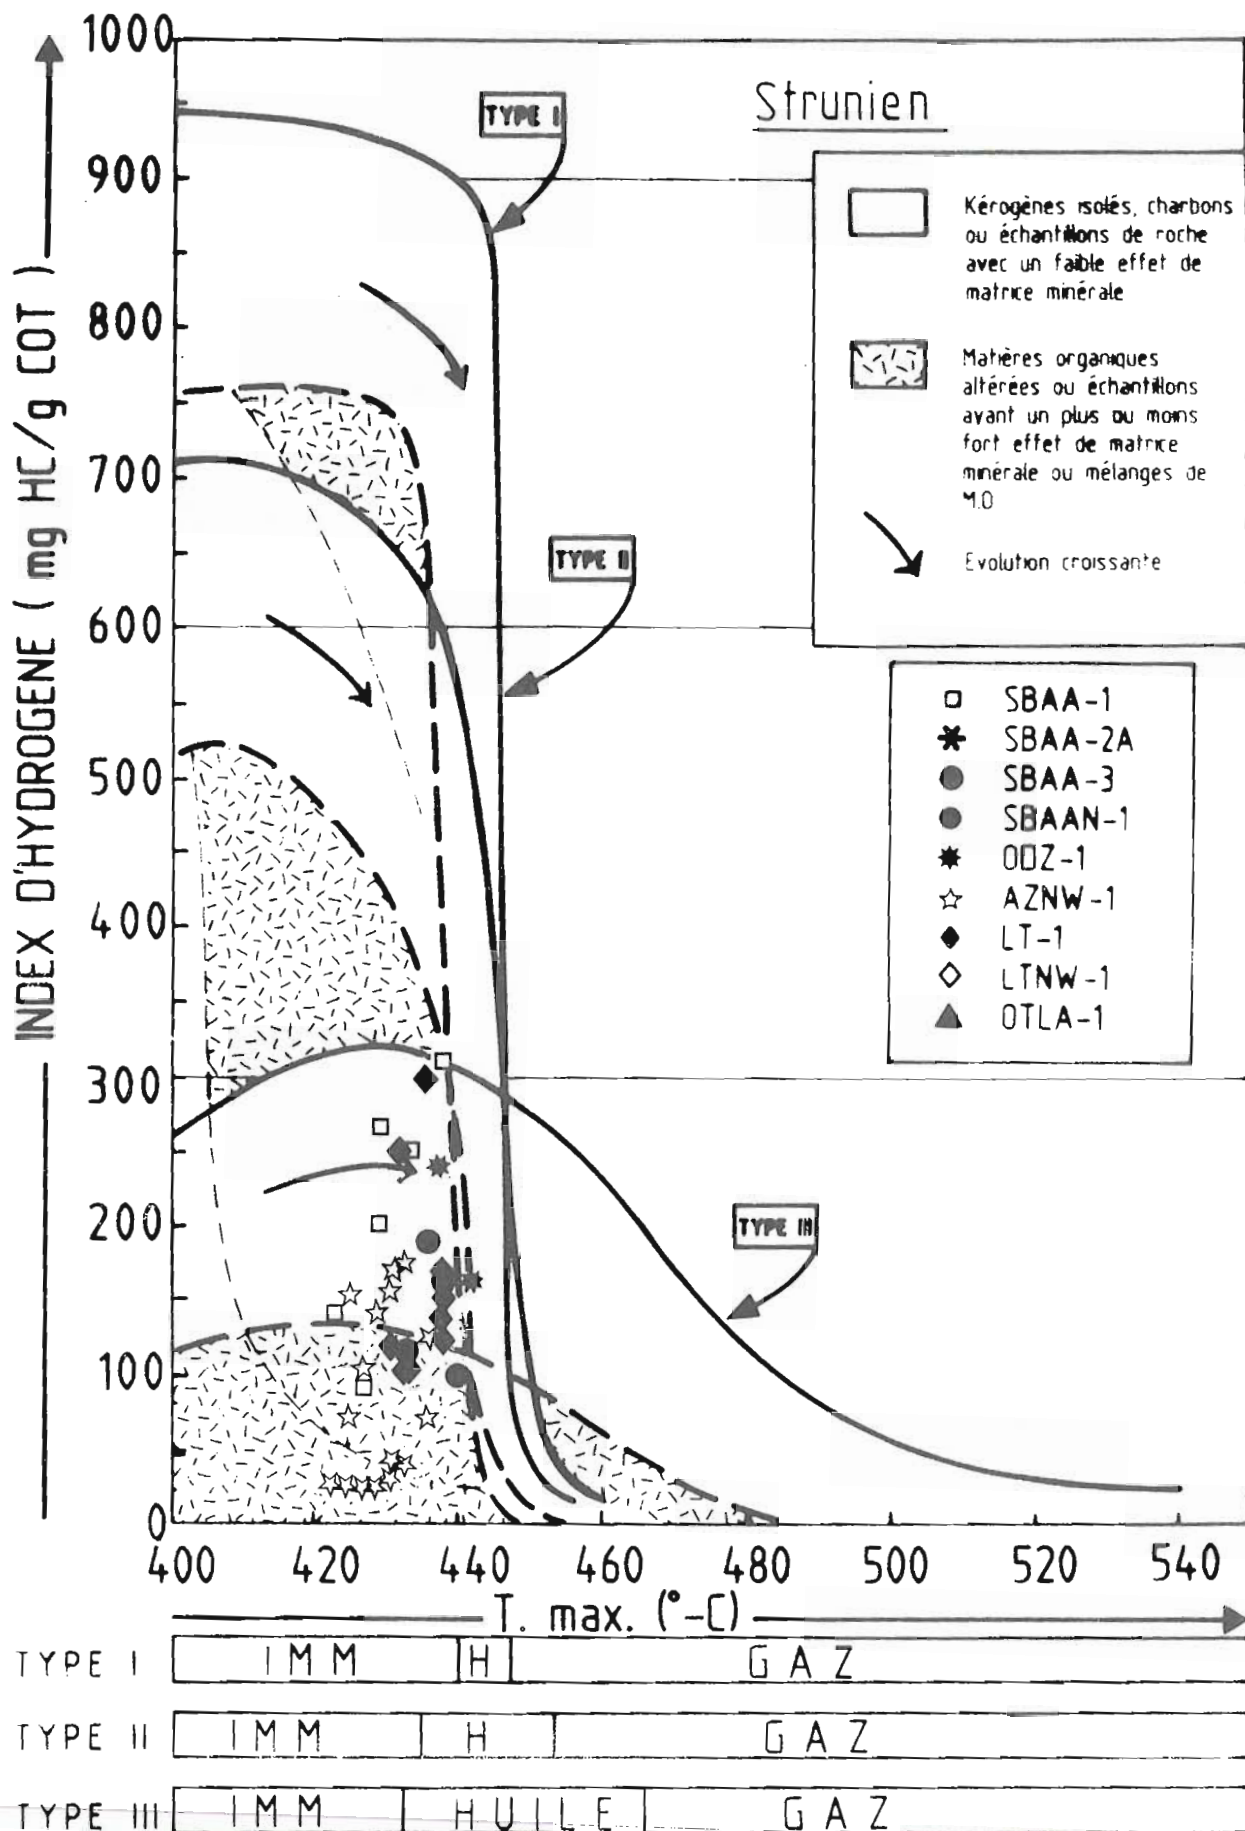 1000
900
800
700
600
500
400
300
200
100
0
INDEX D'HYDROGENE ( mg HC/g COT )
Strunien
TYPE I
TYPE II
TYPE III
Kérogènes isolés, charbons
ou échantillons de roche
avec un faible effet de
matrice minérale
Matières organiques
altérées ou échantillons
ayant un plus ou moins
fort effet de matrice
minérale ou mélanges de
M.O
Evolution croissante
SBAA-1
SBAA-2A
SBAA-3
SBAAN-1
ODZ-1
AZNW-1
LT-1
LTNW-1
OTLA-1
400 420 440 460 480 500 520 540
T. max. (°-C)
TYPE I IMM H GAZ
TYPE II IMM H GAZ
TYPE III IMM HUILE GAZ